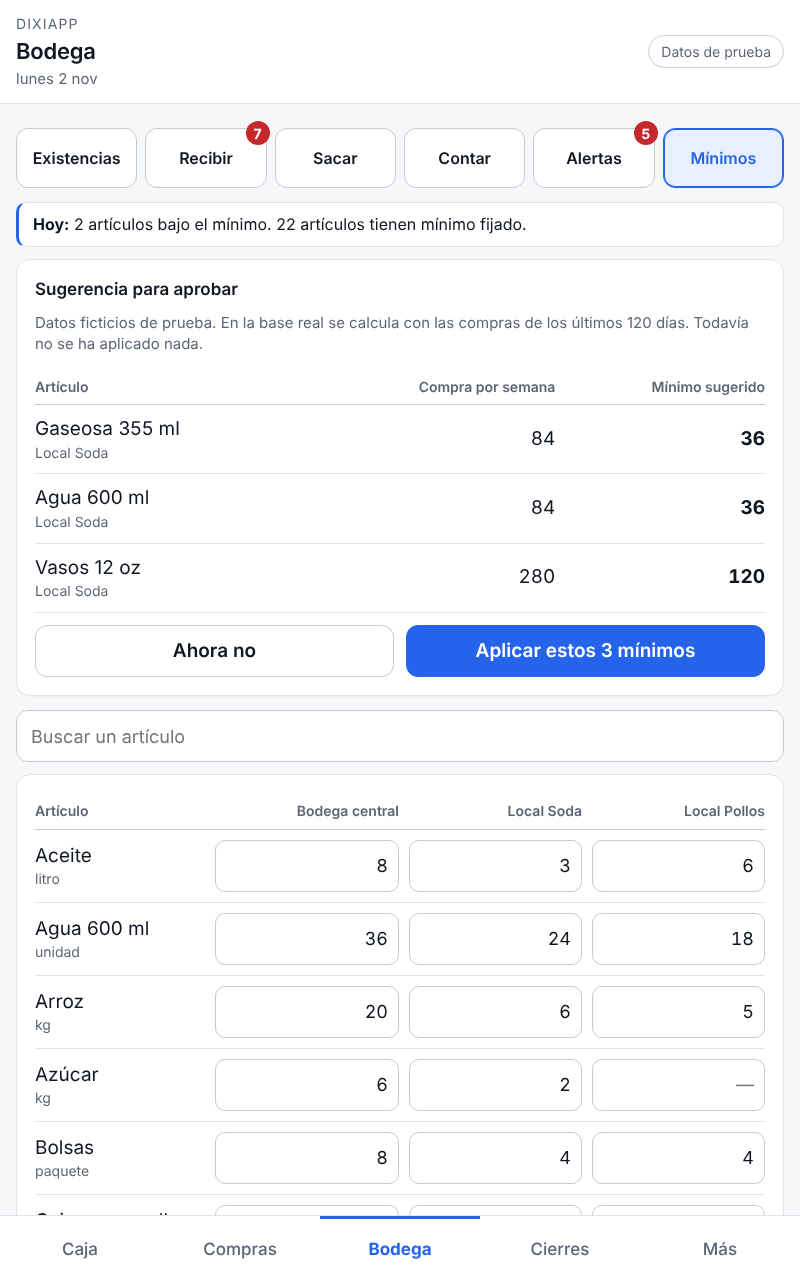 DIXIAPP
Bodega
lunes 2 nov
Datos de prueba
Existencias
Recibir
7
Sacar
Contar
Alertas
5
Mínimos
Hoy: 2 artículos bajo el mínimo. 22 artículos tienen mínimo fijado.
Sugerencia para aprobar
Datos ficticios de prueba. En la base real se calcula con las compras de los últimos 120 días. Todavía
no se ha aplicado nada.
Artículo Compra por semana Mínimo sugerido
Gaseosa 355 ml 84 36
Local Soda
Agua 600 ml 84 36
Local Soda
Vasos 12 oz 280 120
Local Soda
Ahora no
Aplicar estos 3 mínimos
Buscar un artículo
Artículo Bodega central Local Soda Local Pollos
Aceite 8 3 6
litro
Agua 600 ml 36 24 18
unidad
Arroz 20 6 5
kg
Azúcar 6 2 —
kg
Bolsas 8 4 4
paquete
Caja Compras Bodega Cierres Más